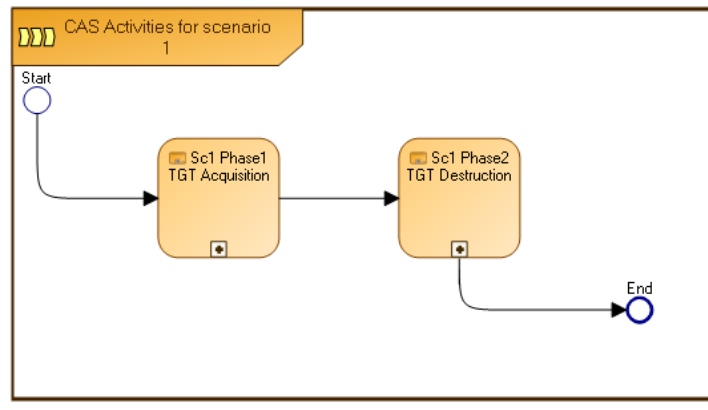 CAS Activities for scenario
1
Start
Sc1 Phase1
TGT Acquisition
Sc1 Phase2
TGT Destruction
End